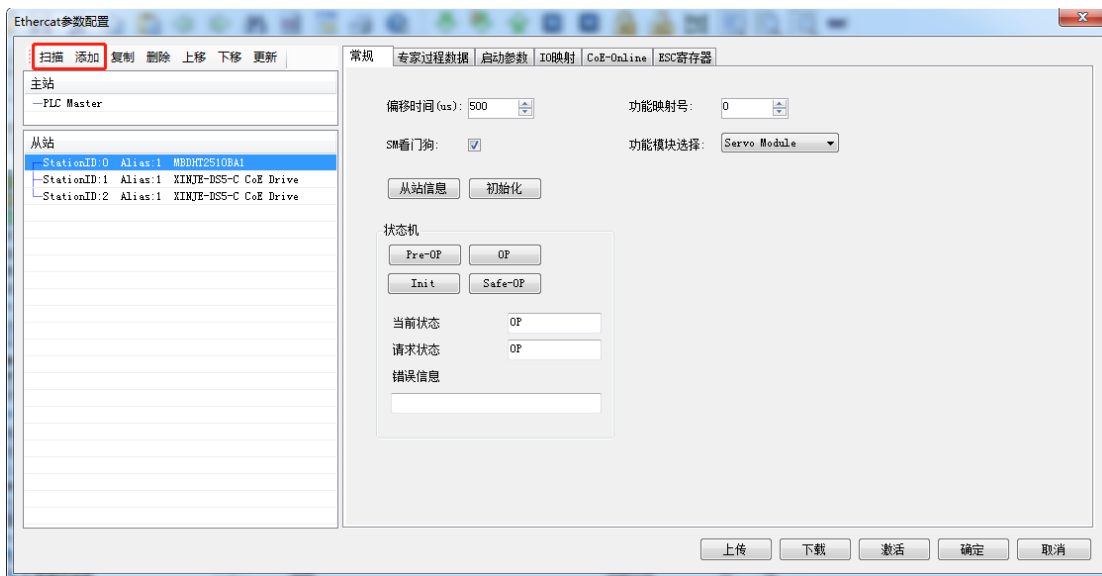 Ethercat参数配置
扫描 添加 复制 删除 上移 下移 更新
主站
PLC Master
从站
StationID:0 Alias:1 MBDHT2510BA1
StationID:1 Alias:1 XINJE-DS5-C CoE Drive
StationID:2 Alias:1 XINJE-DS5-C CoE Drive
常规 专家过程数据 启动参数 IO映射 CoE-Online ESC寄存器
偏移时间(us): 500 功能映射号: 0
SM看门狗: 功能模块选择: Servo Module
从站信息 初始化
状态机
Pre-OP OP
Init Safe-OP
当前状态 OP
请求状态 OP
错误信息
上传 下载 激活 确定 取消